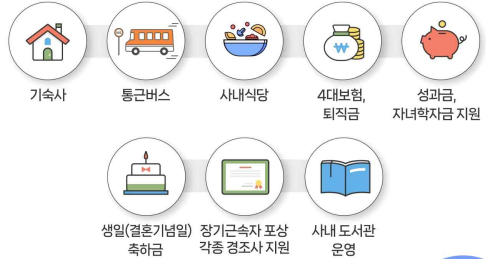 기숙사
통근버스
사내식당
4대보험,
퇴직금
성과금,
자녀학자금 지원
생일(결혼기념일)
축하금
장기근속자 포상
각종 경조사 지원
사내 도서관
운영